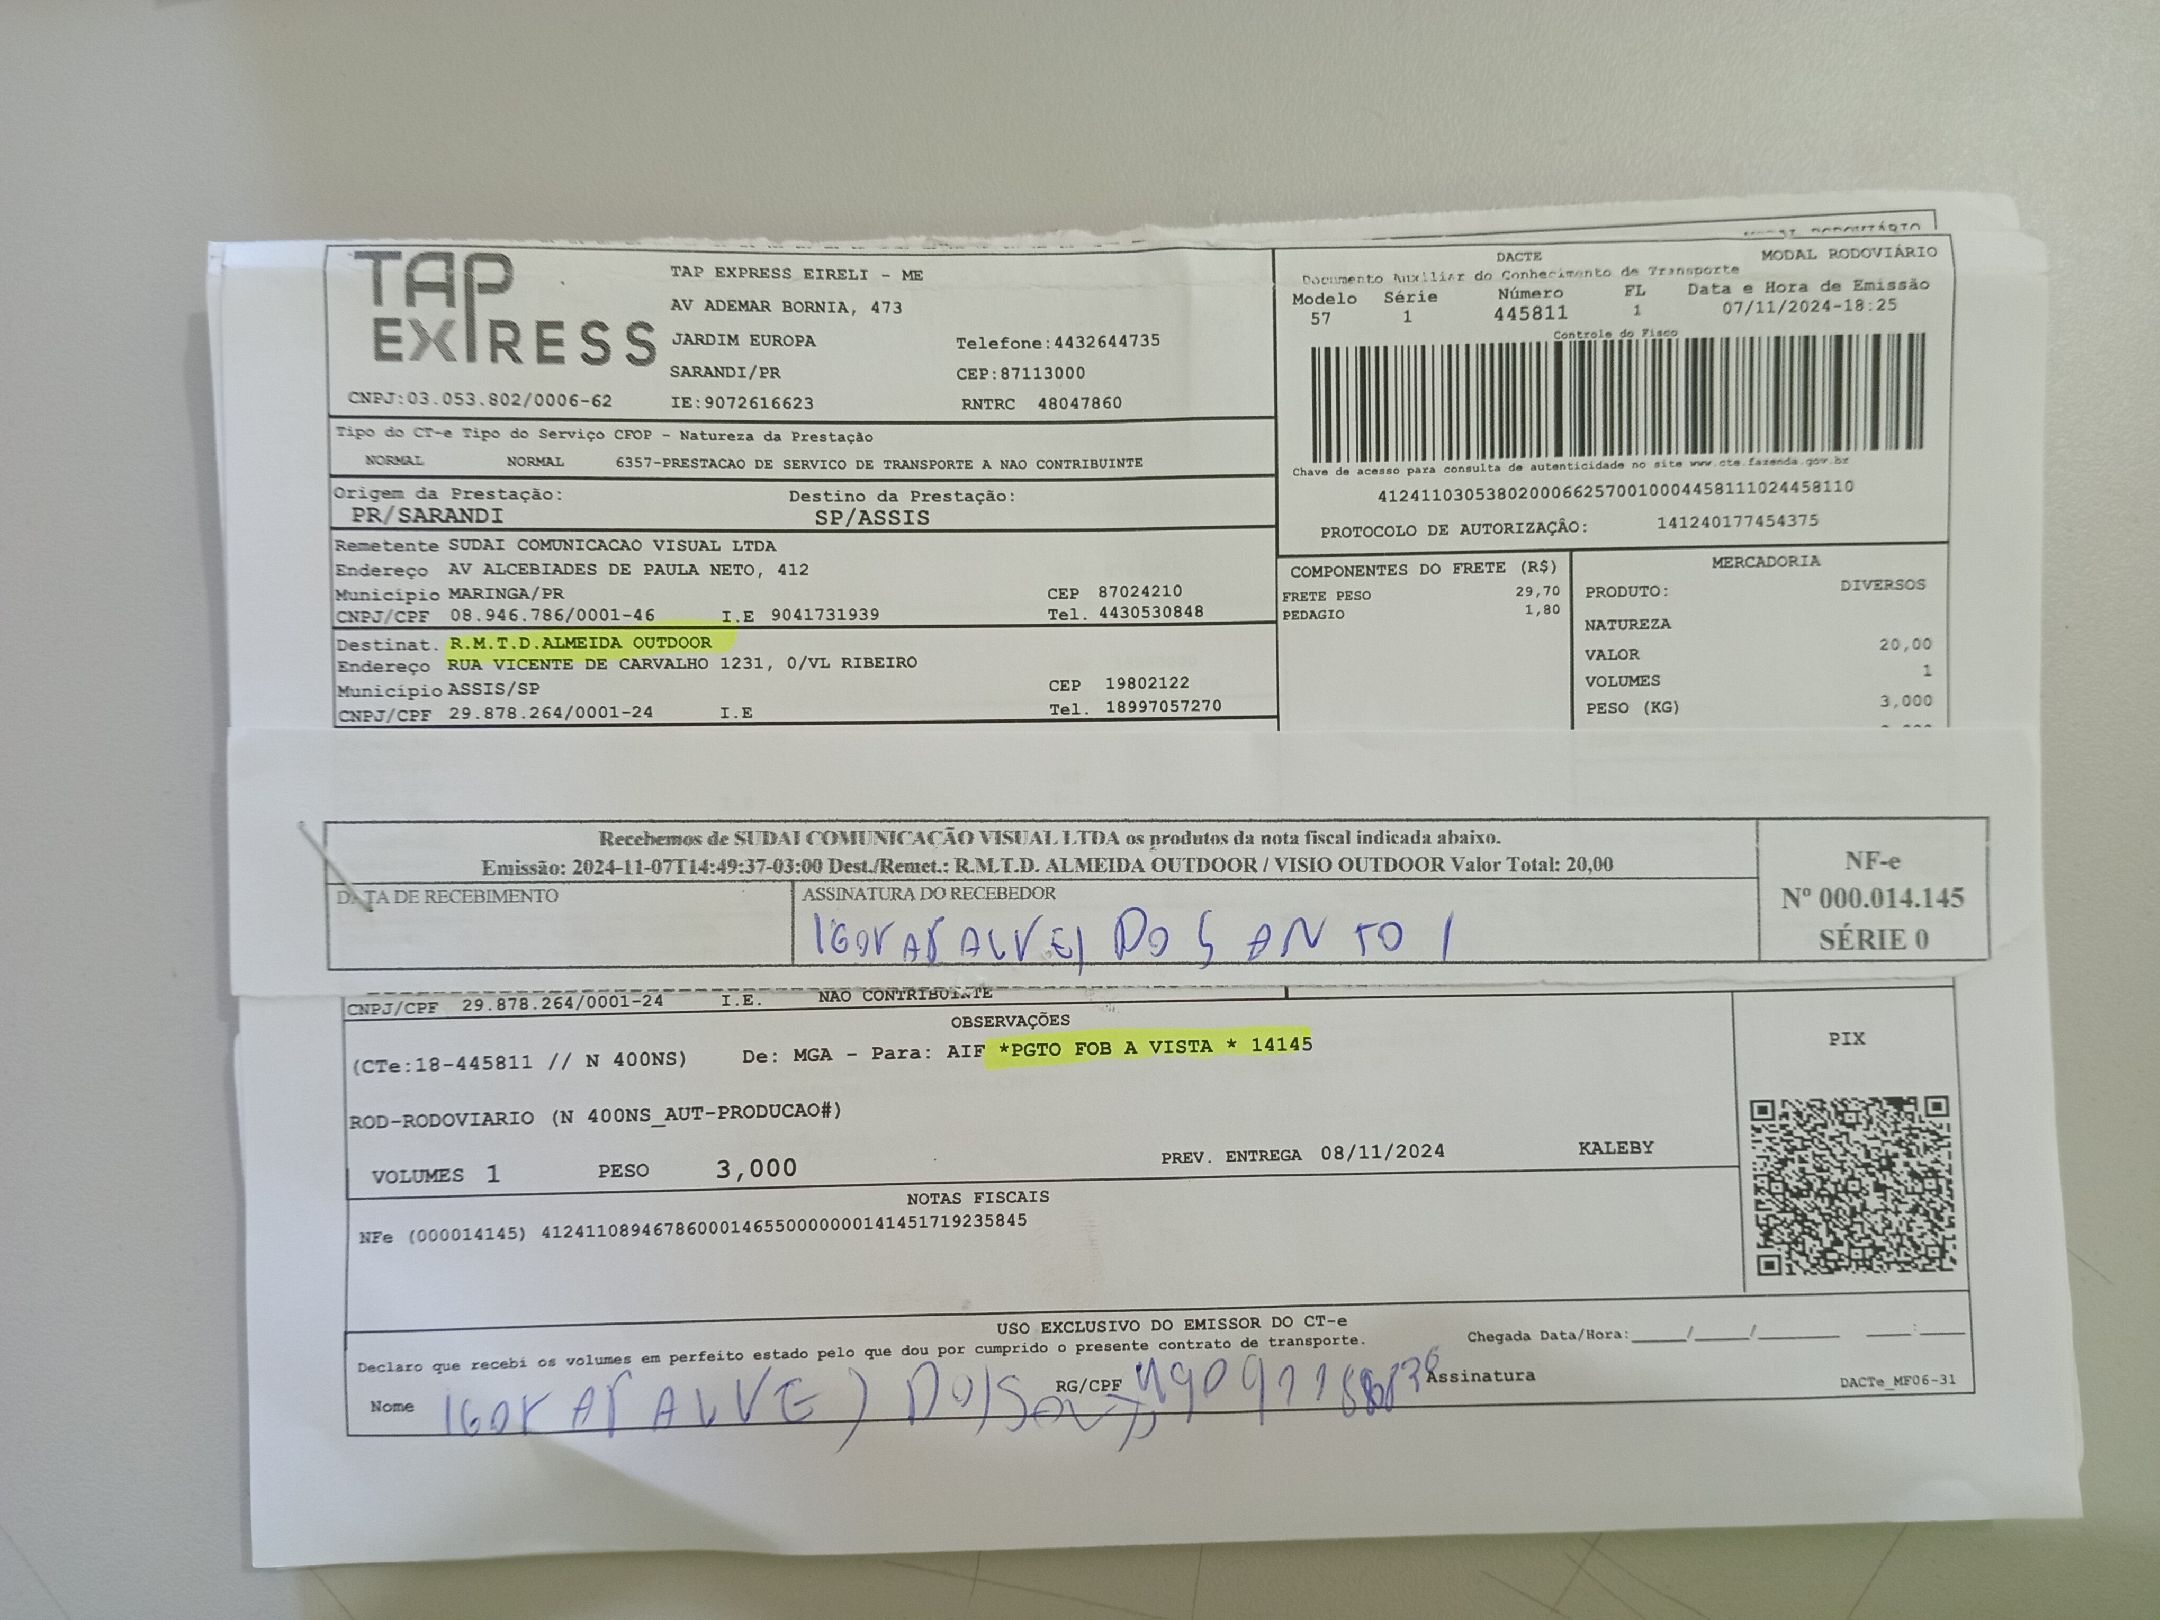 TAP EXPRESS
CNPJ:03.053.802/0006-62
TAP EXPRESS EIRELI - ME
AV ADEMAR BORNIA, 473
JARDIM EUROPA Telefone:4432644735
SARANDI/PR CEP:87113000
IE:9072616623 RNTRC 48047860
DACTE MODAL RODOVIÁRIO
Documento Auxiliar do Conhecimento de Transporte
Modelo Série Número FL Data e Hora de Emissão
57 1 445811 1 07/11/2024-18:25
Controle do Fisco
Chave de acesso para consulta de autenticidade no site www.cte.fazenda.gov.br
41241103053802000662570010004458111024458110
PROTOCOLO DE AUTORIZAÇÂO: 141240177454375
Tipo do CT-e Tipo do Serviço CFOP - Natureza da Prestação
NORMAL NORMAL 6357-PRESTACAO DE SERVICO DE TRANSPORTE A NAO CONTRIBUINTE
Origem da Prestação: Destino da Prestação:
PR/SARANDI SP/ASSIS
Remetente SUDAI COMUNICACAO VISUAL LTDA
Endereço AV ALCEBIADES DE PAULA NETO, 412
Município MARINGA/PR CEP 87024210
CNPJ/CPF 08.946.786/0001-46 I.E 9041731939 Tel. 4430530848
Destinat. R.M.T.D.ALMEIDA OUTDOOR
Endereço RUA VICENTE DE CARVALHO 1231, 0/VL RIBEIRO
Município ASSIS/SP CEP 19802122
CNPJ/CPF 29.878.264/0001-24 I.E Tel. 18997057270
COMPONENTES DO FRETE (R$)
FRETE PESO 29,70
PEDAGIO 1,80
MERCADORIA
PRODUTO: DIVERSOS
NATUREZA
VALOR 20,00
VOLUMES 1
PESO (KG) 3,000
Recebemos de SUDAI COMUNICAÇÃO VISUAL LTDA os produtos da nota fiscal indicada abaixo.
Emissão: 2024-11-07T14:49:37-03:00 Dest./Remet.: R.M.T.D. ALMEIDA OUTDOOR / VISIO OUTDOOR Valor Total: 20,00
DATA DE RECEBIMENTO ASSINATURA DO RECEBEDOR
NF-e
Nº 000.014.145
SÉRIE 0
CNPJ/CPF 29.878.264/0001-24 I.E. NAO CONTRIBUINTE
OBSERVAÇÕES
(CTe:18-445811 // N 400NS) De: MGA - Para: AIF *PGTO FOB A VISTA * 14145
ROD-RODOVIARIO (N 400NS_AUT-PRODUCAO#)
VOLUMES 1 PESO 3,000 PREV. ENTREGA 08/11/2024 KALEBY
PIX
NOTAS FISCAIS
NFe (000014145) 41241108946786000146550000000141451719235845
USO EXCLUSIVO DO EMISSOR DO CT-e
Declaro que recebi os volumes em perfeito estado pelo que dou por cumprido o presente contrato de transporte.
Chegada Data/Hora:_____/_____/_______ ____:____
Nome RG/CPF Assinatura
DACTe_MF06-31